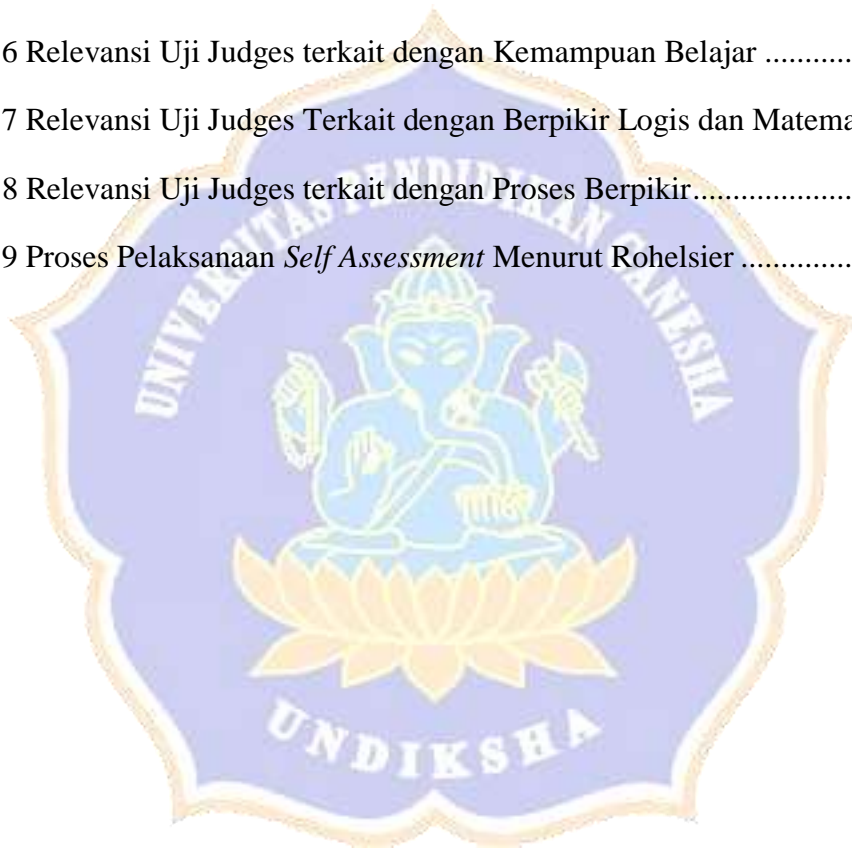 6 Relevansi Uji Judges terkait dengan Kemampuan Belajar ...........
7 Relevansi Uji Judges Terkait dengan Berpikir Logis dan Matema
8 Relevansi Uji Judges terkait dengan Proses Berpikir....................
9 Proses Pelaksanaan Self Assessment Menurut Rohelsier ..............
UNIVERSITAS PENDIDIKAN GANESHA
UNDIKSHA